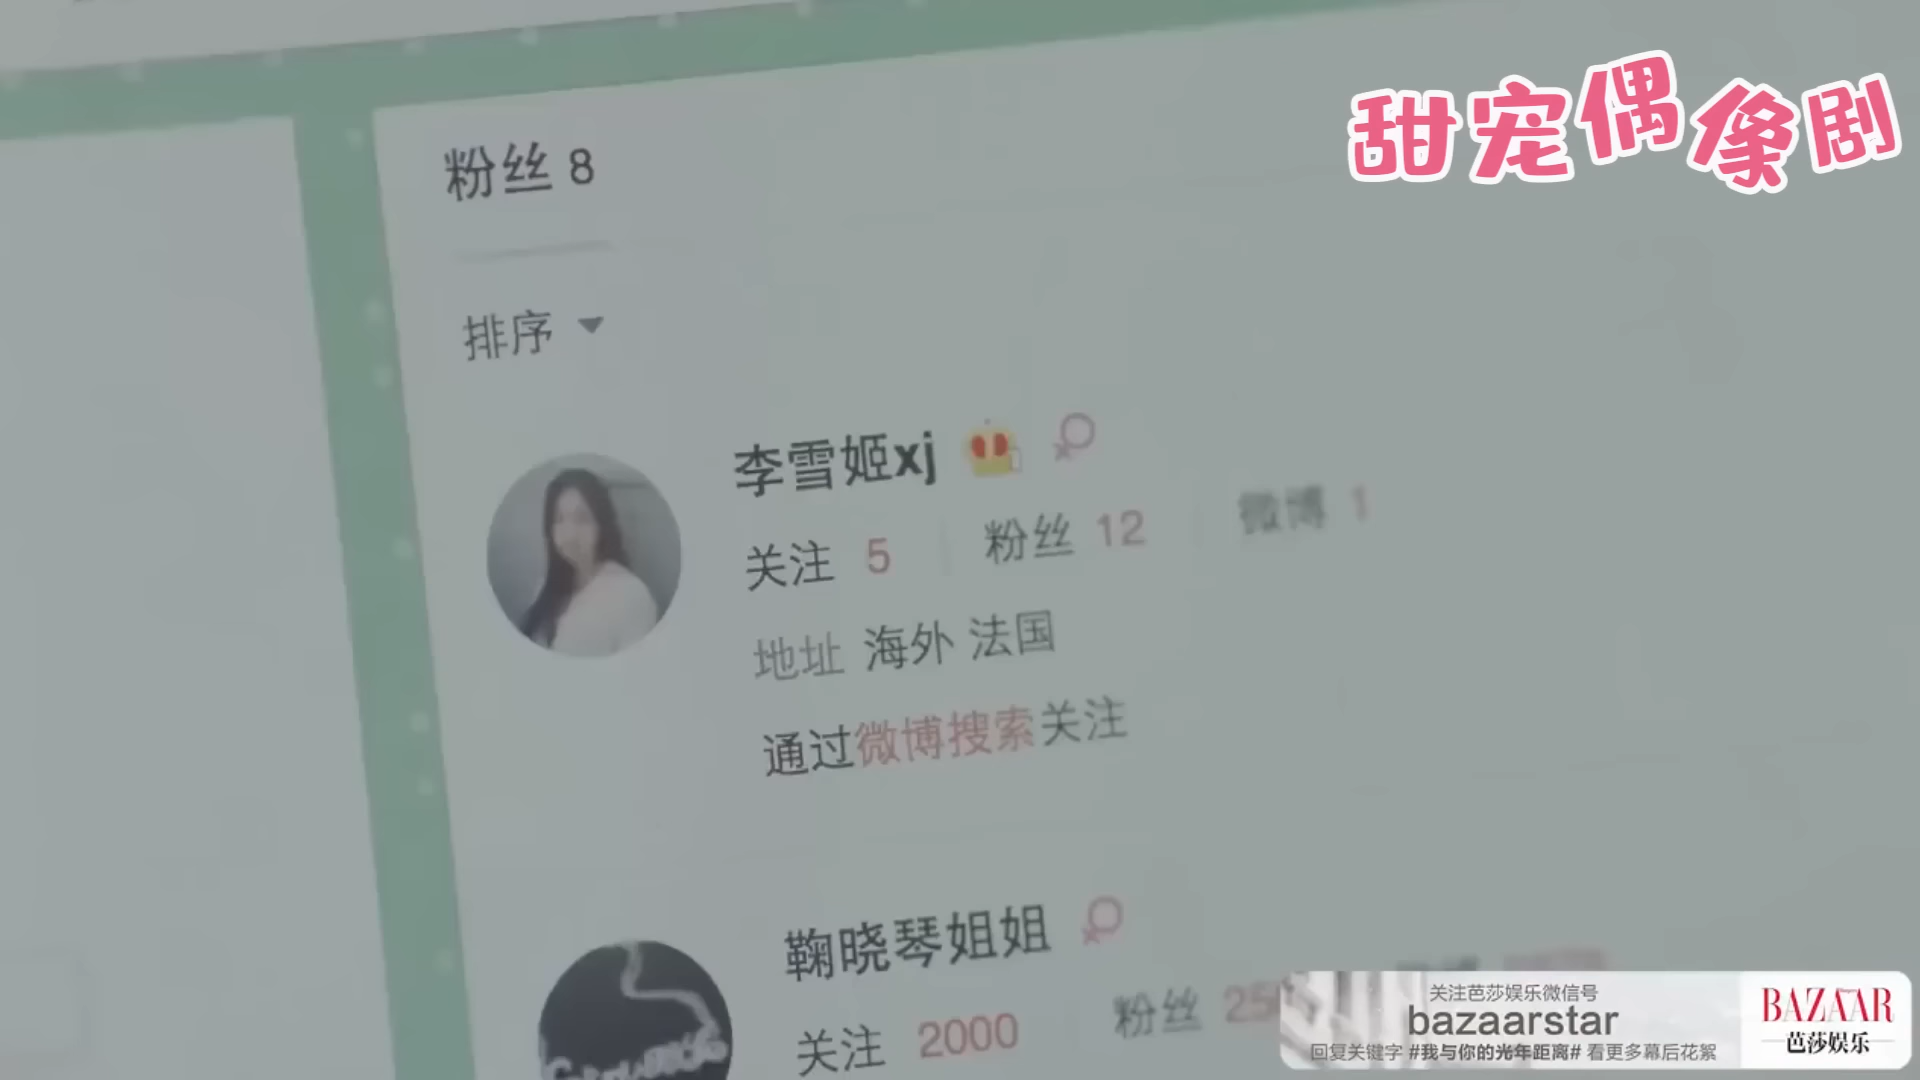 甜宠偶像剧
粉丝 8
排序
李雪姬xj
关注 5 粉丝 12 微博 1
地址 海外 法国
通过微博搜索关注
鞠晓琴姐姐
关注 2000 粉丝
关注芭莎娱乐微信号
bazaarstar
回复关键字 #我与你的光年距离# 看更多幕后花絮
BAZAAR
芭莎娱乐